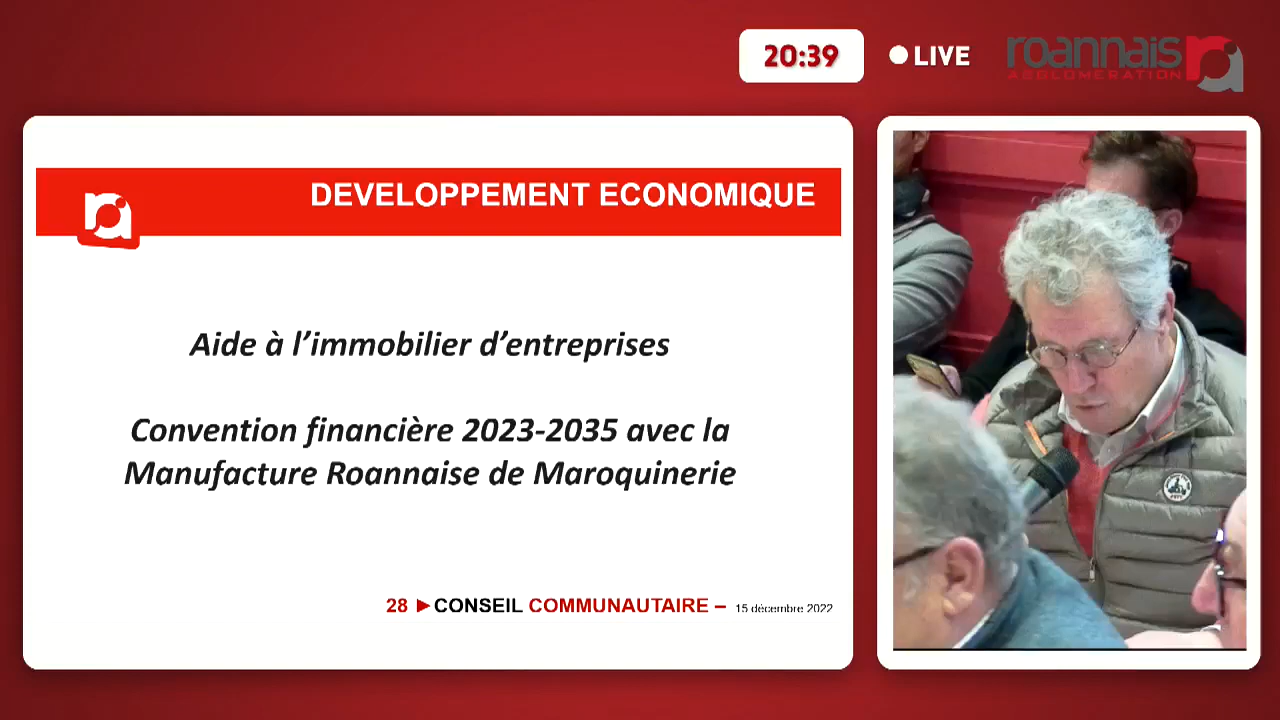 20:39
LIVE
roannais
AGGLOMÉRATION
DEVELOPPEMENT ECONOMIQUE
Aide à l’immobilier d’entreprises
Convention financière 2023-2035 avec la
Manufacture Roannaise de Maroquinerie
28 ►CONSEIL COMMUNAUTAIRE – 15 décembre 2022